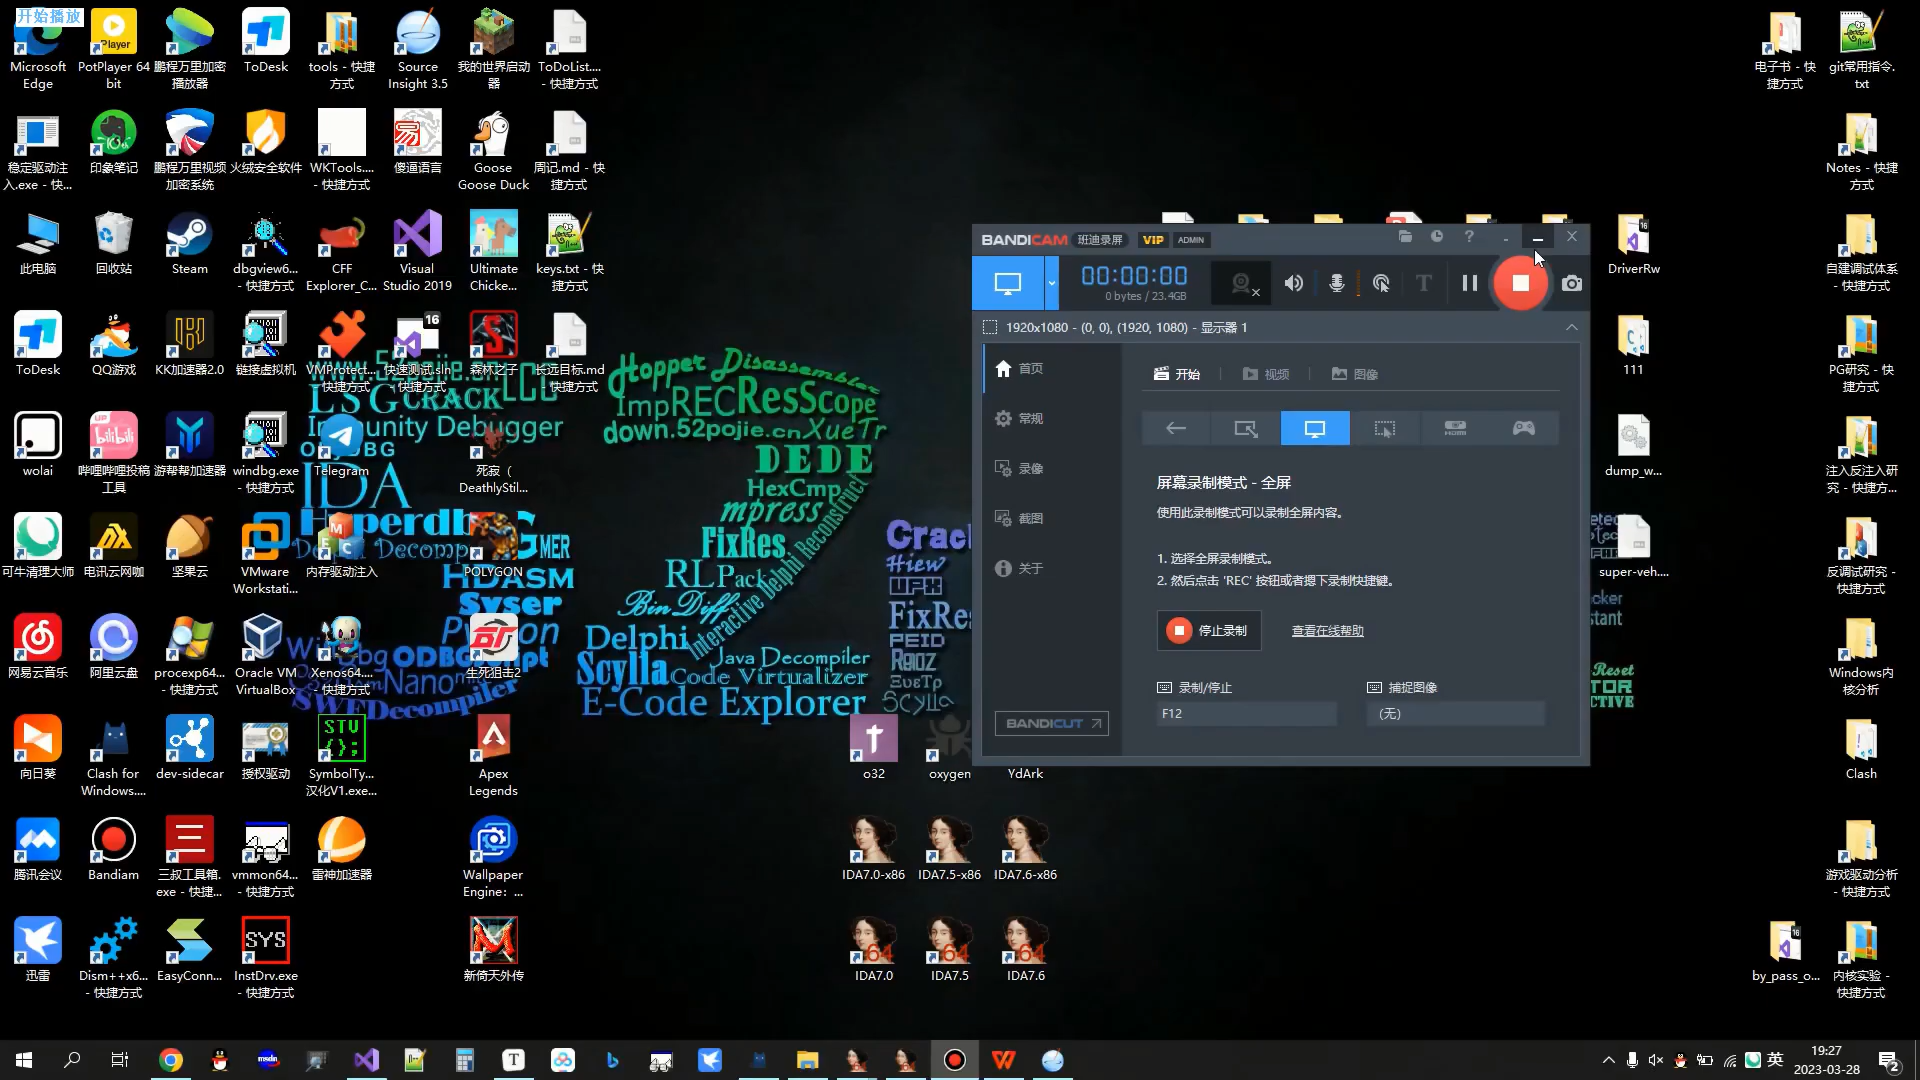 开始播放
Microsoft
Edge
PotPlayer 64
bit
鹏程万里加密
播放器
ToDesk
tools - 快捷
方式
Source
Insight 3.5
我的世界启动
器
ToDoList....
- 快捷方式
电子书 - 快
捷方式
git常用指令.
txt
稳定驱动注
入.exe - 快...
印象笔记
鹏程万里视频
加密系统
火绒安全软件
WKTools....
- 快捷方式
傻逼语言
Goose
Goose Duck
周记.md - 快
捷方式
Notes - 快捷
方式
此电脑
回收站
Steam
dbgview6...
- 快捷方式
CFF
Explorer_C...
Visual
Studio 2019
Ultimate
Chicke...
keys.txt - 快
捷方式
DriverRw
自建调试体系
- 快捷方式
ToDesk
QQ游戏
KK加速器2.0
链接虚拟机
VMProtect...
- 快捷方式
快速测试.sln
- 快捷方式
森林之子
长远目标.md
- 快捷方式
111
PG研究 - 快
捷方式
wolai
哔哩哔哩投稿
工具
游帮帮加速器
windbg.exe
- 快捷方式
Telegram
死寂（
DeathlyStil...
dump_w...
注入反注入研
究 - 快捷方...
可牛清理大师
电讯云网咖
坚果云
VMware
Workstati...
内存驱动注入
POLYGON
super-veh....
反调试研究 -
快捷方式
网易云音乐
阿里云盘
procexp64...
- 快捷方式
Oracle VM
VirtualBox
Xenos64....
- 快捷方式
生死狙击2
Windows内
核分析
向日葵
Clash for
Windows....
dev-sidecar
授权驱动
SymbolTy...
汉化V1.exe...
Apex
Legends
o32
oxygen
YdArk
Clash
腾讯会议
Bandiam
三叔工具箱.
exe - 快捷...
vmmon64...
- 快捷方式
雷神加速器
Wallpaper
Engine: ...
IDA7.0-x86
IDA7.5-x86
IDA7.6-x86
游戏驱动分析
- 快捷方式
迅雷
Dism++x6...
- 快捷方式
EasyConn...
InstDrv.exe
- 快捷方式
新倚天外传
IDA7.0
IDA7.5
IDA7.6
by_pass_o...
内核实验 -
快捷方式
www.52pojie.cn LCG
CRACK
Immunity Debugger
IDA
Hyperdbg
GMER
HDASM
Syser
Python
ODBGScript
Nano
SWFDecompiler
Hopper Disassembler
ImpREC ResScope
down.52pojie.cn XueTr
DEDE
HexCmp
mpress
FixRes
RLPack
BinDiff
Interactive Delphi Reconstructor
Delphi
Java Decompiler
Scylla Code Virtualizer
E-Code Explorer
Hiew
UPX
PEID
BANDICAM 班迪录屏 VIP ADMIN
00:00:00
0 bytes / 23.4GB
1920x1080 - (0, 0), (1920, 1080) - 显示器 1
首页
常规
录像
截图
关于
BANDICUT
开始
视频
图像
屏幕录制模式 - 全屏
使用此录制模式可以录制全屏内容。
1. 选择全屏录制模式。
2. 然后点击 'REC' 按钮或者摁下录制快捷键。
停止录制
查看在线帮助
录制/停止
捕捉图像
F12
(无)
英
19:27
2023-03-28
2